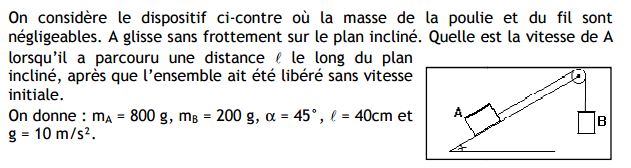 On considère le dispositif ci-contre où la masse de la poulie et du fil sont
négligeables. A glisse sans frottement sur le plan incliné. Quelle est la vitesse de A
lorsqu'il a parcouru une distance ℓ le long du plan
incliné, après que l'ensemble ait été libéré sans vitesse
initiale.
On donne : mA = 800 g, mB = 200 g, α = 45°, ℓ = 40cm et
g = 10 m/s².
A
B